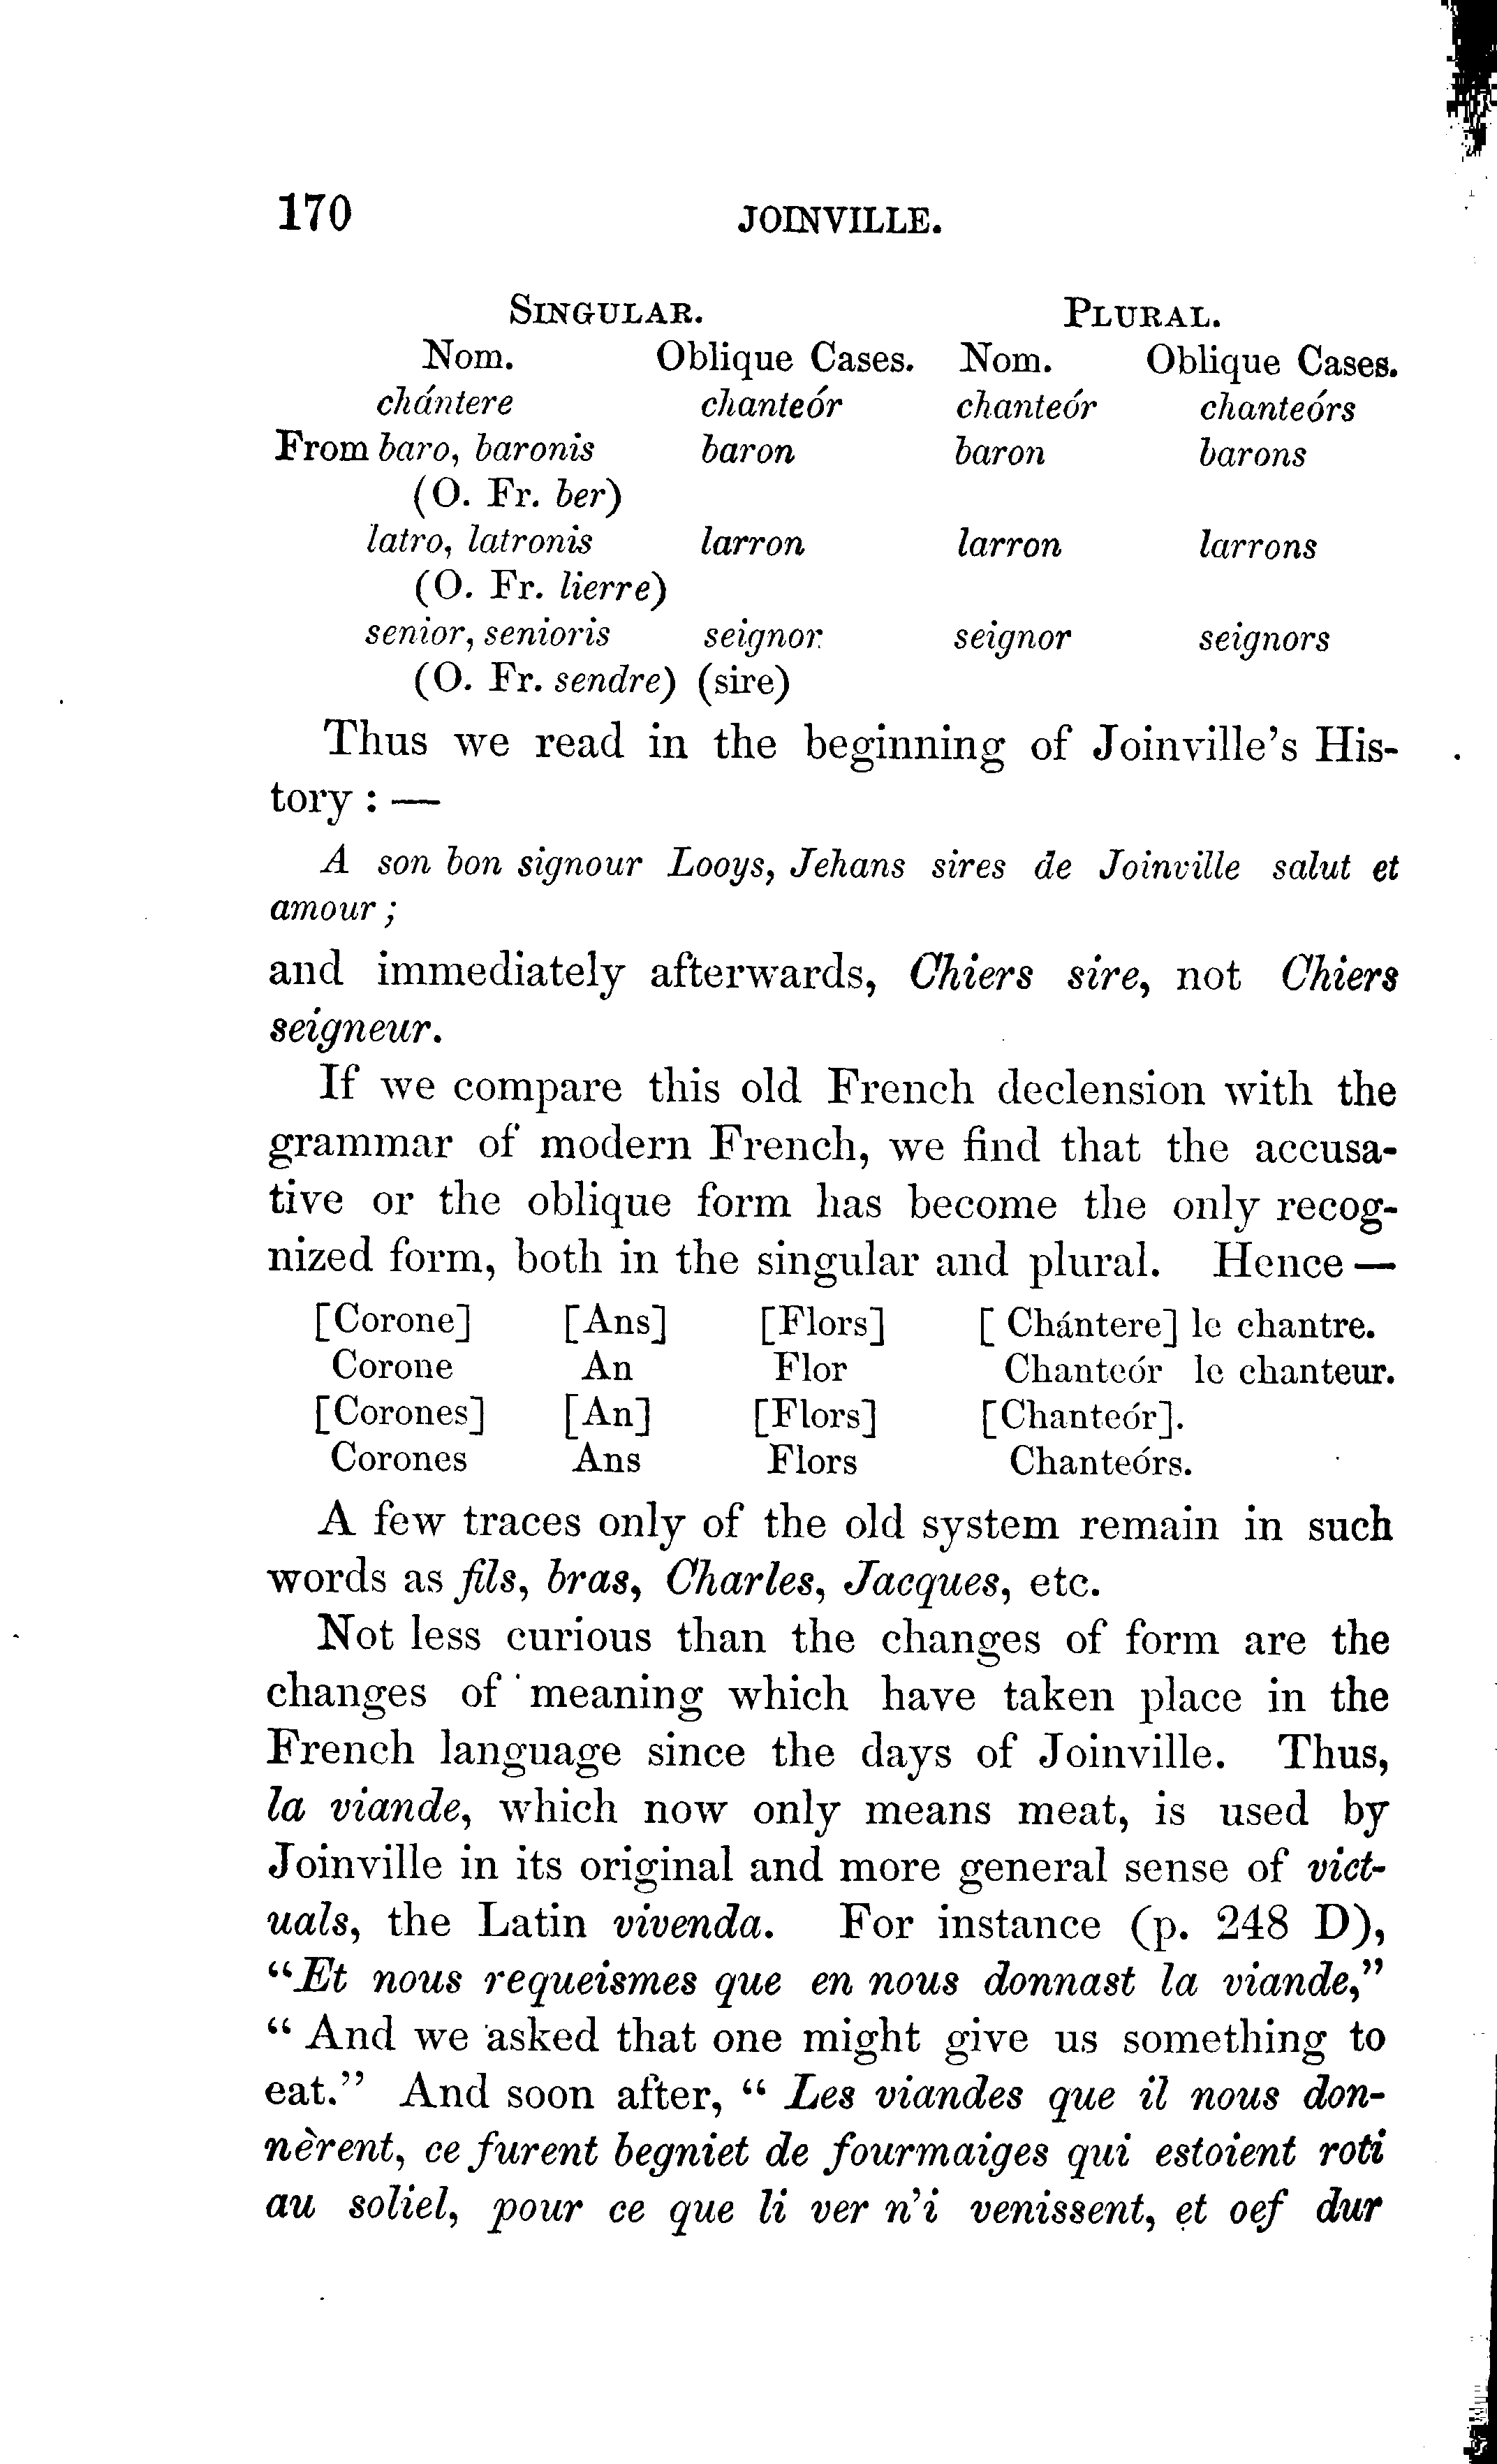 170 JOINVILLE.
SINGULAR. PLURAL.
Nom. Oblique Cases. Nom. Oblique Cases.
chántere chanteór chanteór chanteórs
From baro, baronis baron baron barons
(O. Fr. ber)
latro, latronis larron larron larrons
(O. Fr. lierre)
senior, senioris seignor seignor seignors
(O. Fr. sendre) (sire)
Thus we read in the beginning of Joinville's His-
tory : —
A son bon signour Looys, Jehans sires de Joinville salut et
amour ;
and immediately afterwards, Chiers sire, not Chiers
seigneur.
If we compare this old French declension with the
grammar of modern French, we find that the accusa-
tive or the oblique form has become the only recog-
nized form, both in the singular and plural. Hence —
[Corone] [Ans] [Flors] [ Chántere] le chantre.
Corone An Flor Chanteór le chanteur.
[Corones] [An] [Flors] [Chanteór].
Corones Ans Flors Chanteórs.
A few traces only of the old system remain in such
words as fils, bras, Charles, Jacques, etc.
Not less curious than the changes of form are the
changes of meaning which have taken place in the
French language since the days of Joinville. Thus,
la viande, which now only means meat, is used by
Joinville in its original and more general sense of vict-
uals, the Latin vivenda. For instance (p. 248 D),
“Et nous requeismes que en nous donnast la viande,”
“ And we asked that one might give us something to
eat.” And soon after, “ Les viandes que il nous don-
nèrent, ce furent begniet de fourmaiges qui estoient roti
au soliel, pour ce que li ver n'i venissent, et oef dur